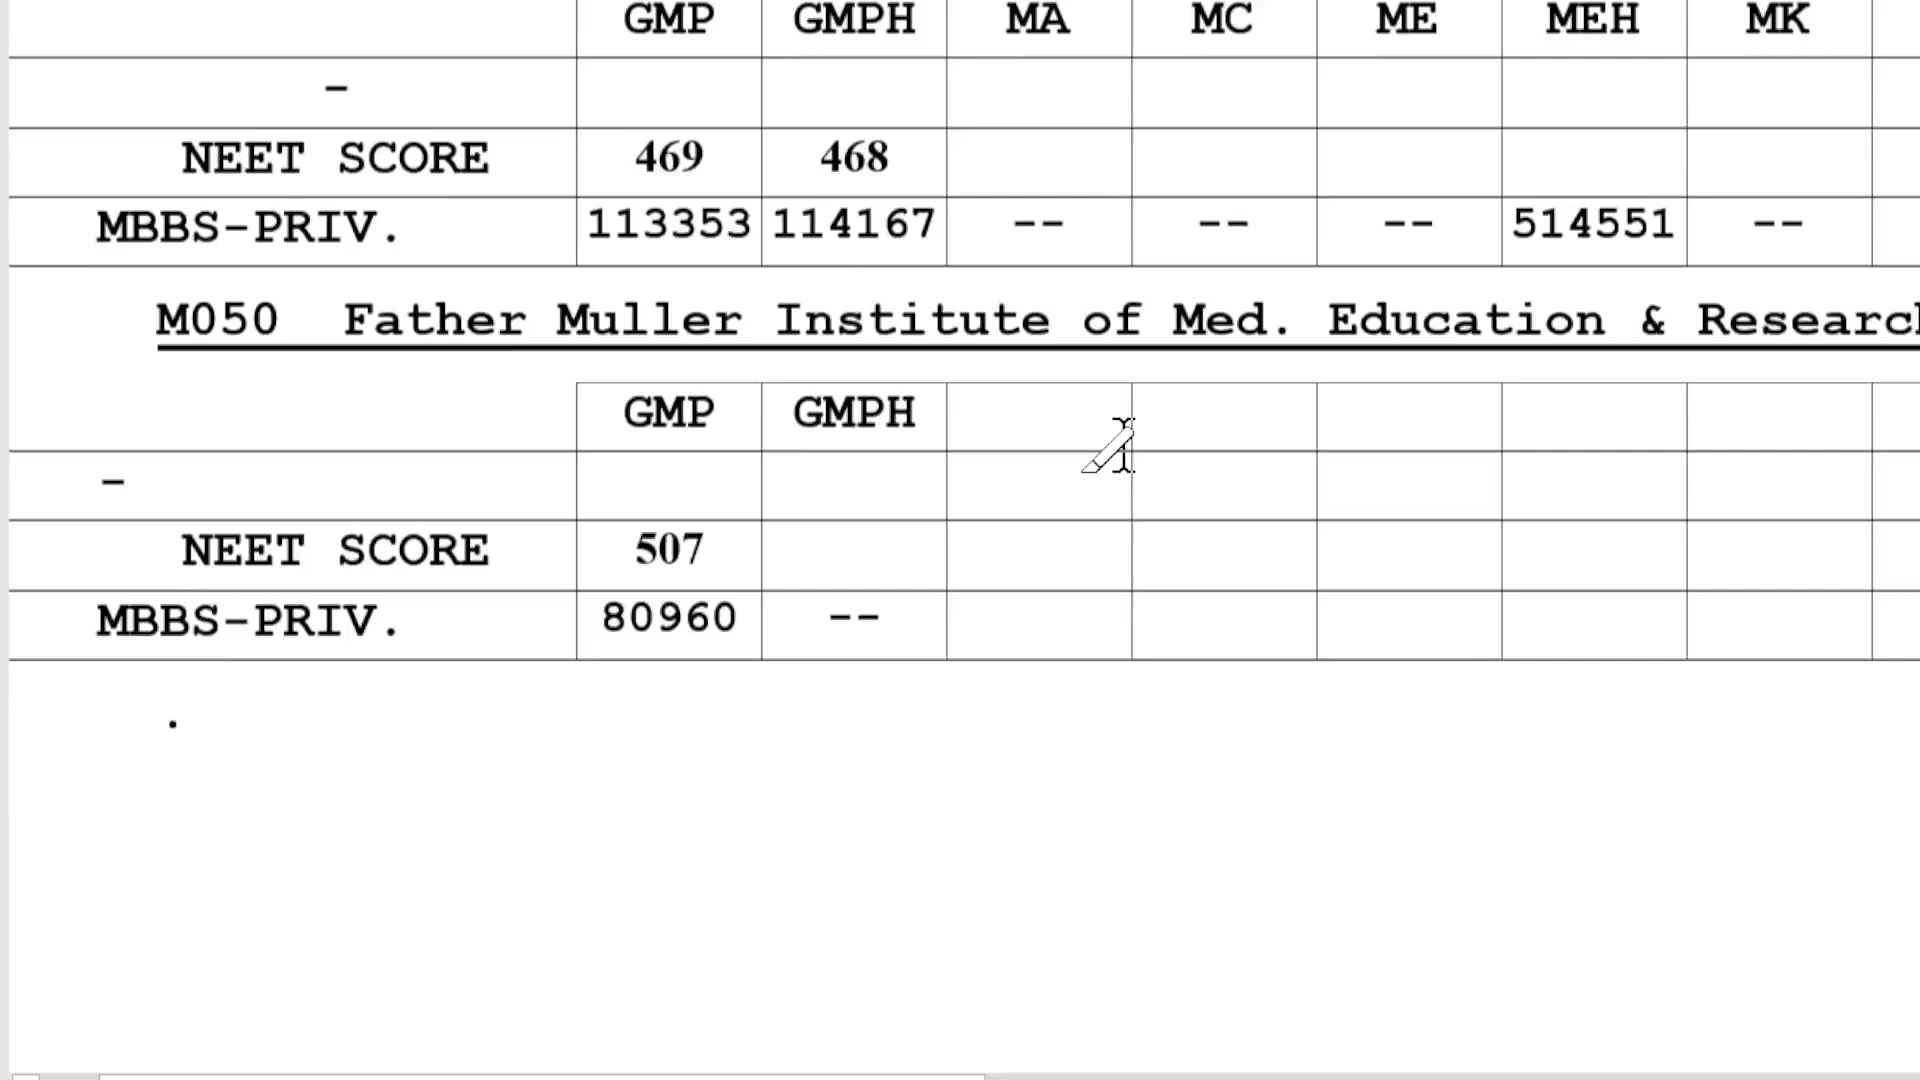 GMP GMPH MA MC ME MEH MK
-
NEET SCORE 469 468
MBBS-PRIV. 113353 114167 -- -- -- 514551 --
M050 Father Muller Institute of Med. Education & Research
GMP GMPH
-
NEET SCORE 507
MBBS-PRIV. 80960 --
.